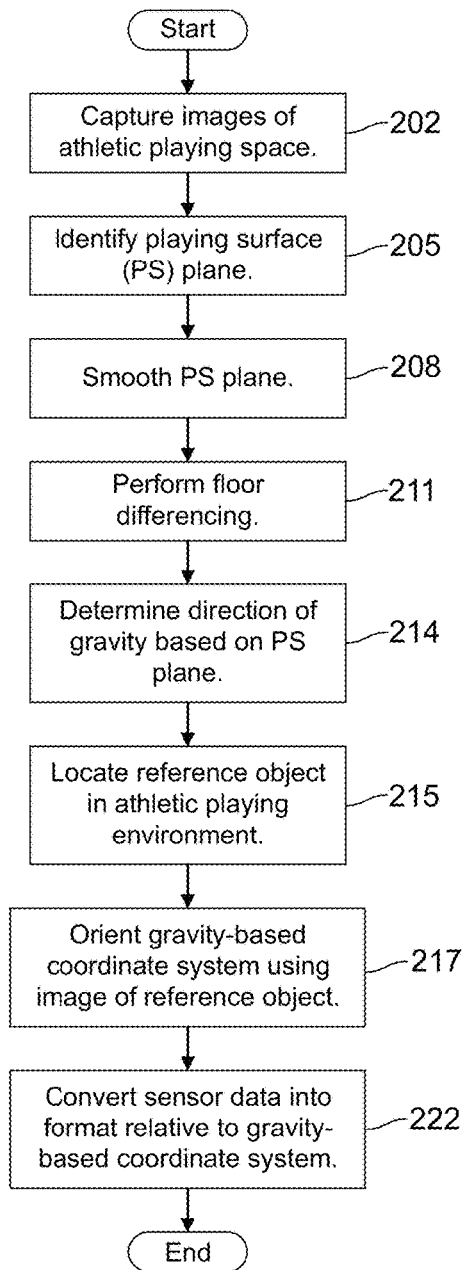 Start
Capture images of
athletic playing space.
202
Identify playing surface
(PS) plane.
205
Smooth PS plane.
208
Perform floor
differencing.
211
Determine direction of
gravity based on PS
plane.
214
Locate reference object
in athletic playing
environment.
215
Orient gravity-based
coordinate system using
image of reference object.
217
Convert sensor data into
format relative to gravity-
based coordinate system.
222
End